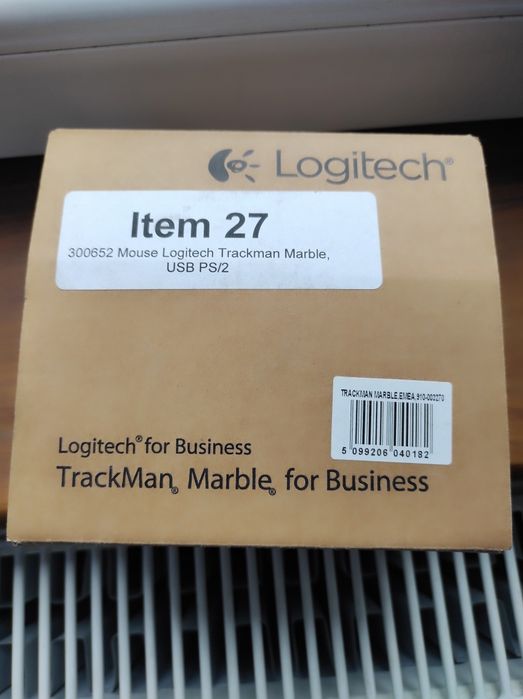 Logitech®
Item 27
300652 Mouse Logitech Trackman Marble,
USB PS/2
TRACKMAN MARBLE,EMEA,910-002270
5 099206 040182
Logitech® for Business
TrackMan® Marble® for Business